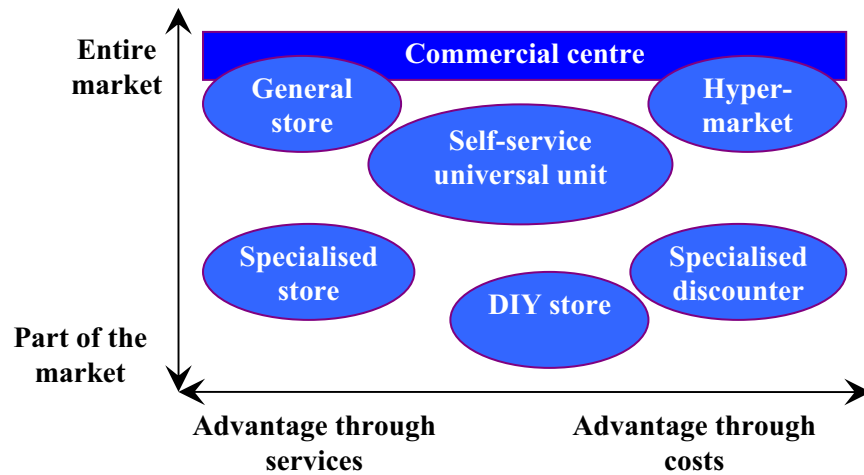 Entire
market
Commercial centre
General
store
Hyper-
market
Self-service
universal unit
Specialised
store
Specialised
discounter
DIY store
Part of the
market
Advantage through
services
Advantage through
costs